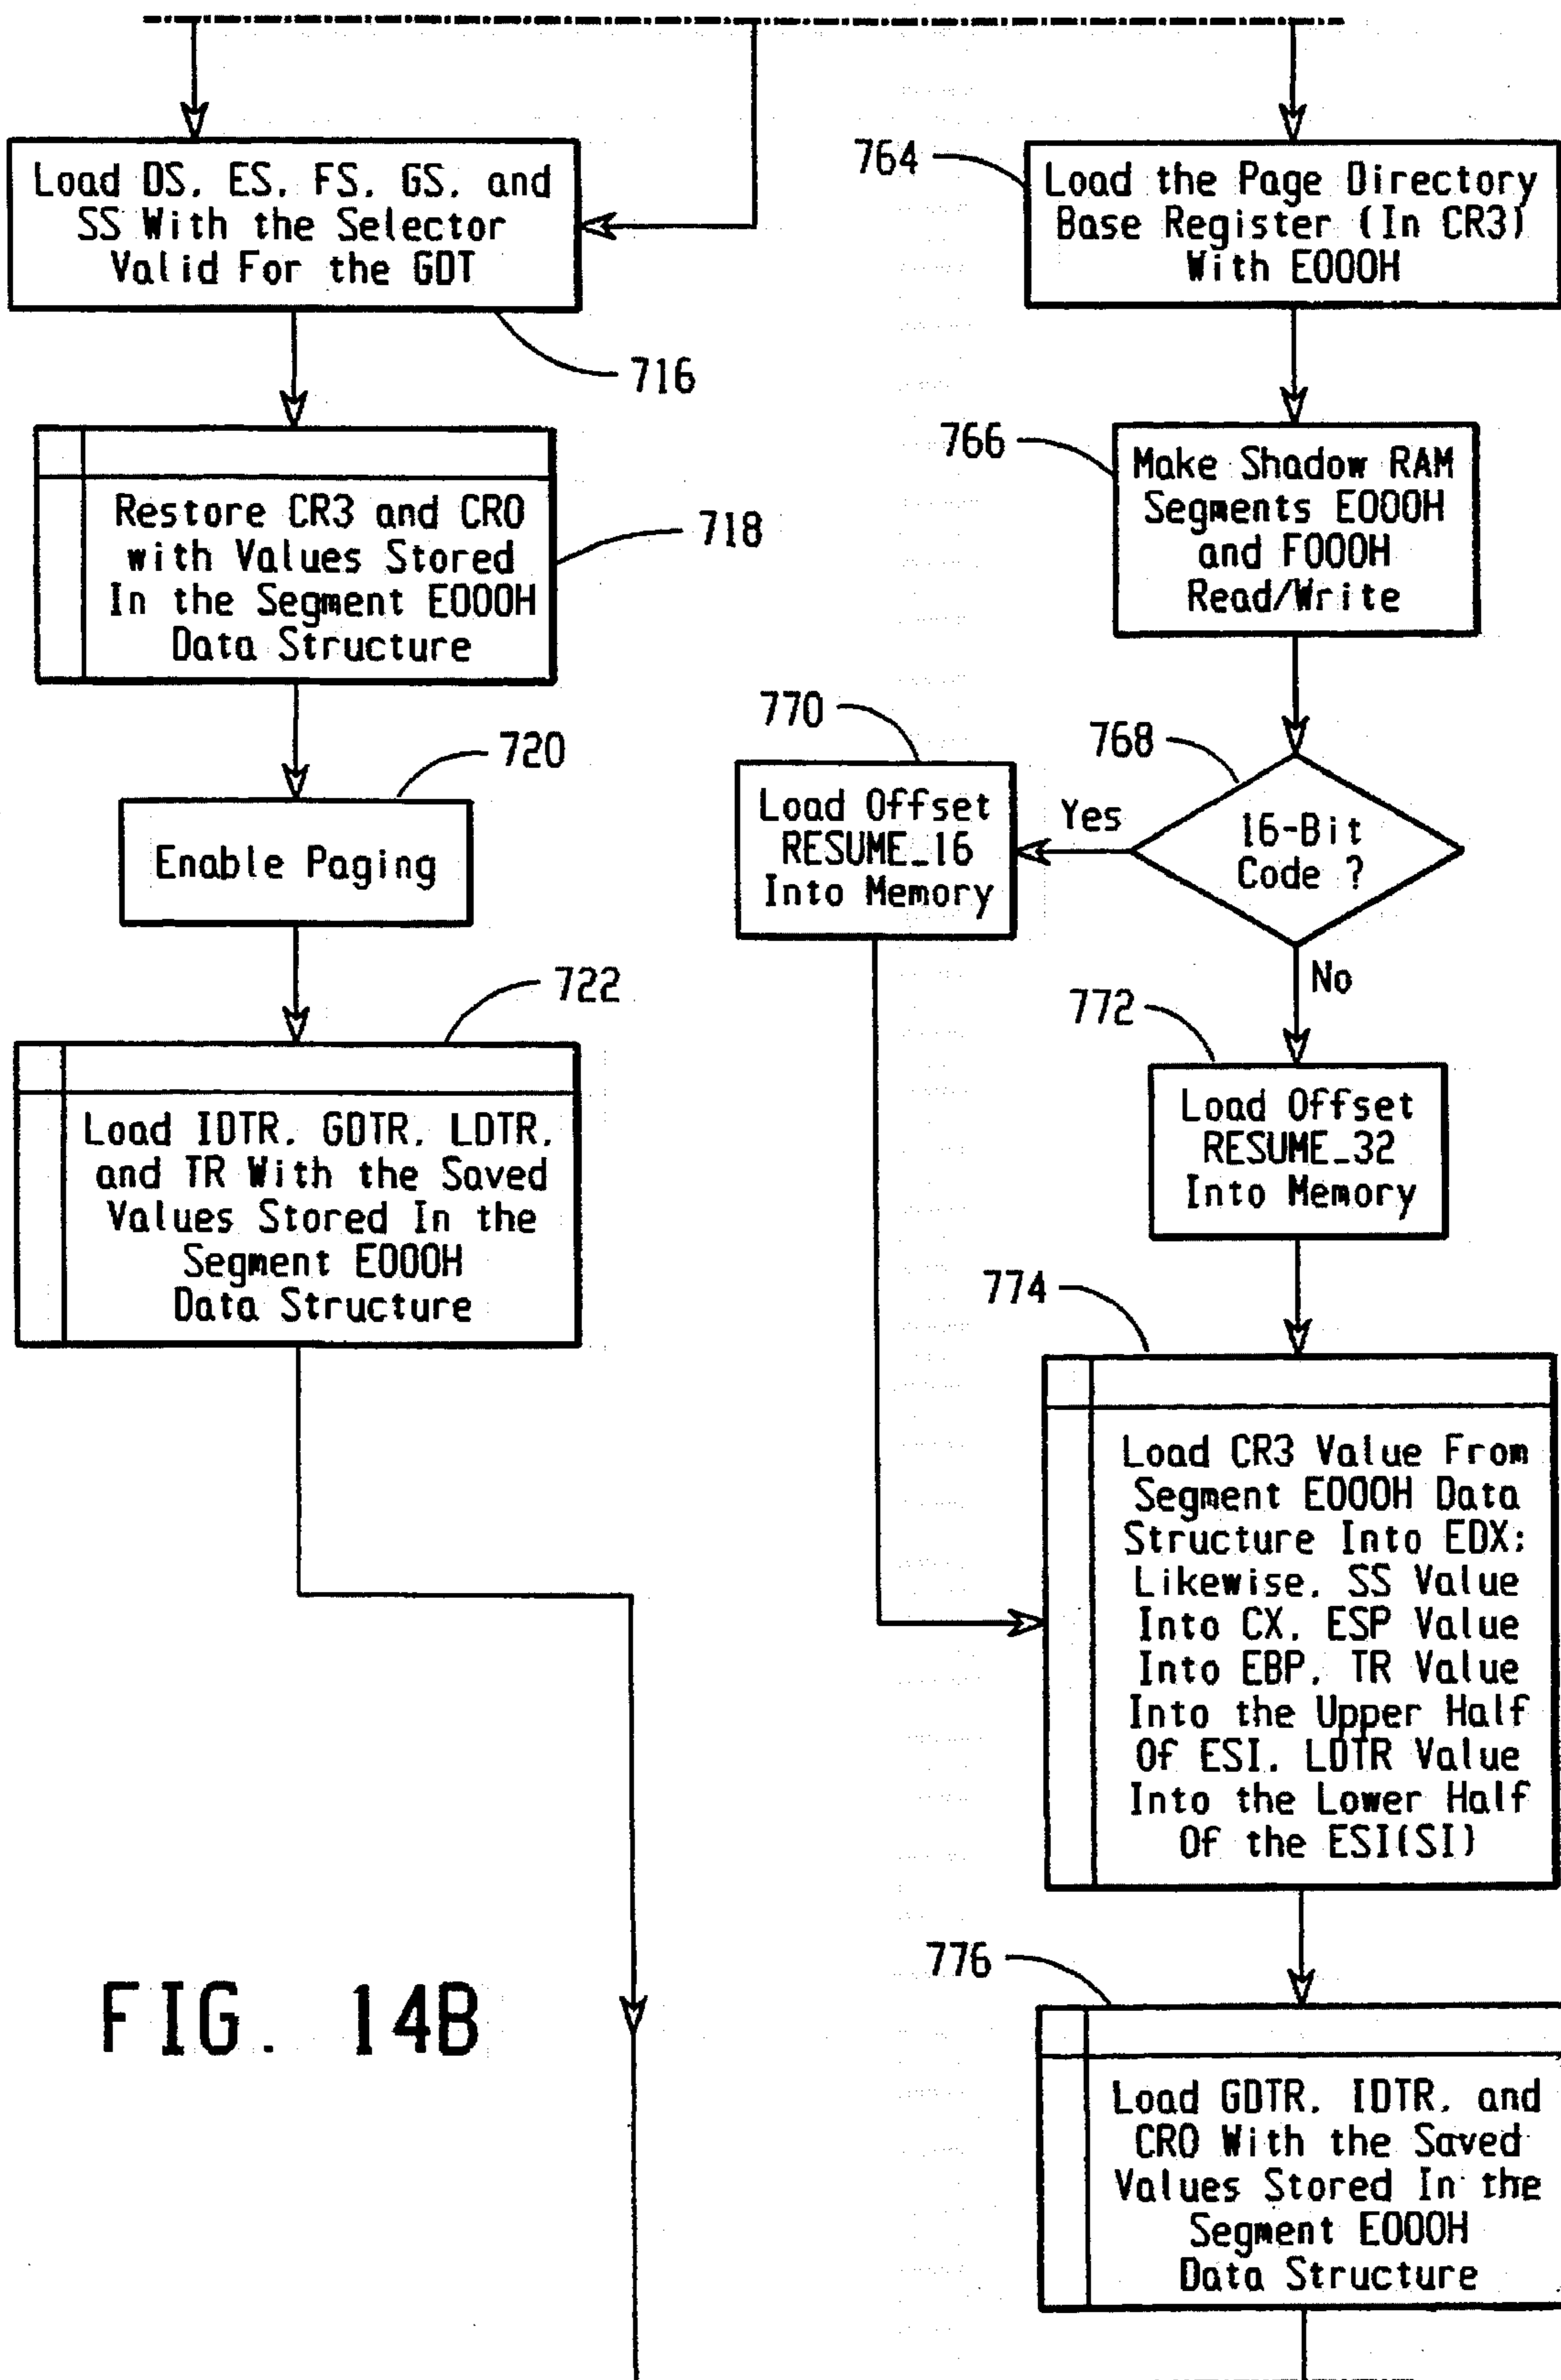 Load DS, ES, FS, GS, and
SS With the Selector
Valid For the GDT
716
Restore CR3 and CR0
with Values Stored
In the Segment E000H
Data Structure
718
720
Enable Paging
722
Load IDTR, GDTR, LDTR,
and TR With the Saved
Values Stored In the
Segment E000H
Data Structure
764
Load the Page Directory
Base Register (In CR3)
With E000H
766
Make Shadow RAM
Segments E000H
and F000H
Read/Write
768
16-Bit
Code ?
Yes
770
Load Offset
RESUME_16
Into Memory
No
772
Load Offset
RESUME_32
Into Memory
774
Load CR3 Value From
Segment E000H Data
Structure Into EDX;
Likewise, SS Value
Into CX, ESP Value
Into EBP, TR Value
Into the Upper Half
Of ESI, LDTR Value
Into the Lower Half
Of the ESI(SI)
776
Load GDTR, IDTR, and
CR0 With the Saved
Values Stored In the
Segment E000H
Data Structure
FIG. 14B